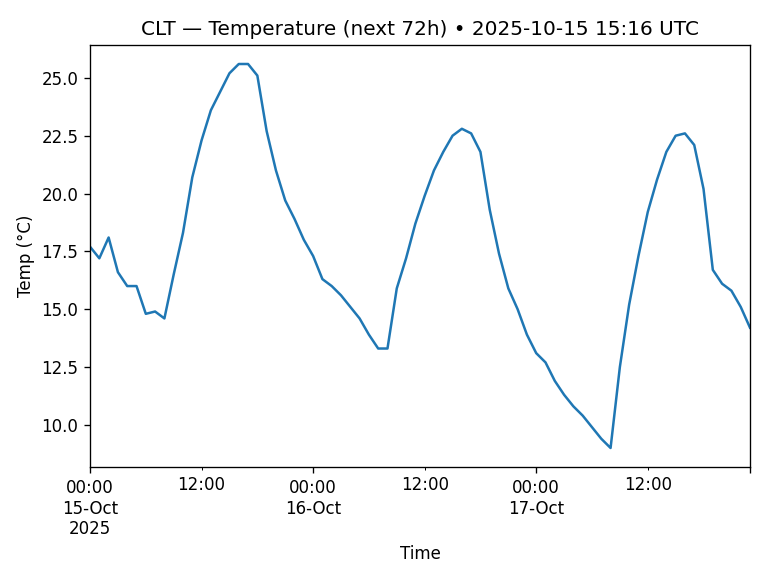 CLT — Temperature (next 72h) • 2025-10-15 15:16 UTC
25.0
22.5
20.0
17.5
15.0
12.5
10.0
Temp (°C)
00:00 12:00 00:00 12:00 00:00 12:00
15-Oct 16-Oct 17-Oct
2025
Time